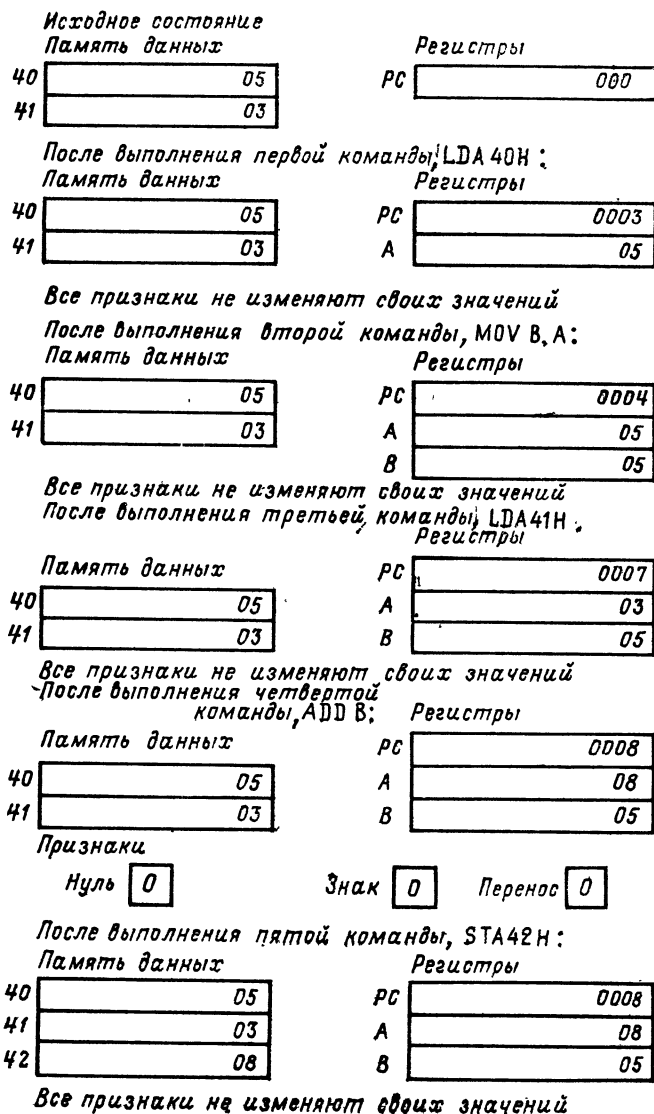 Исходное состояние
Память данных Регистры
40 05 PC 000
41 03
После выполнения первой команды, LDA 40H:
Память данных Регистры
40 05 PC 0003
41 03 A 05
Все признаки не изменяют своих значений
После выполнения второй команды, MOV B, A:
Память данных Регистры
40 05 PC 0004
41 03 A 05
B 05
Все признаки не изменяют своих значений
После выполнения третьей команды, LDA41H.
Регистры
Память данных PC 0007
40 05 A 03
41 03 B 05
Все признаки не изменяют своих значений
После выполнения четвертой
команды, ADD B: Регистры
Память данных PC 0008
40 05 A 08
41 03 B 05
Признаки
Нуль 0 Знак 0 Перенос 0
После выполнения пятой команды, STA42H:
Память данных Регистры
40 05 PC 0008
41 03 A 08
42 08 B 05
Все признаки не изменяют своих значений